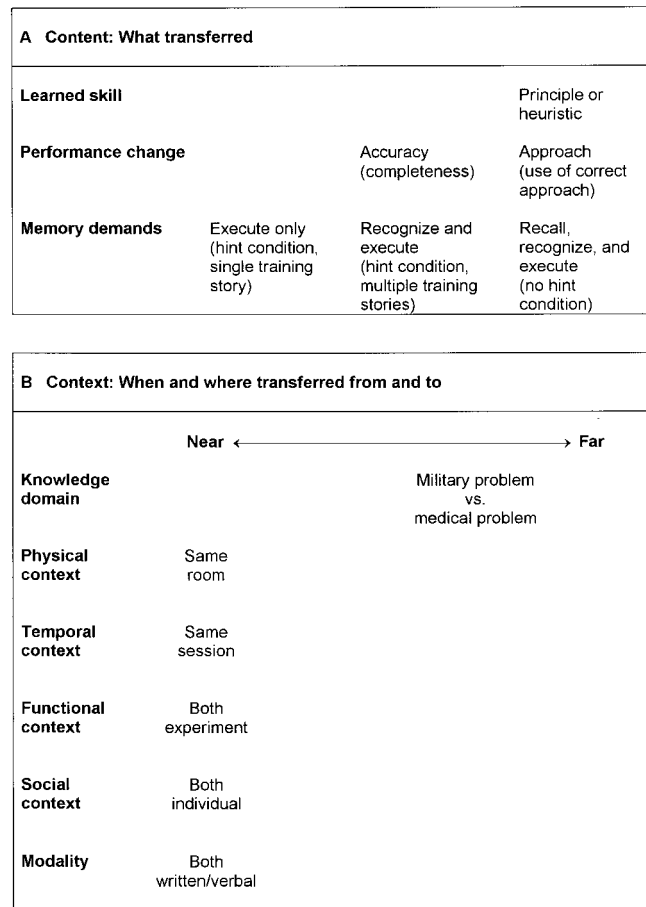 A Content: What transferred
Learned skill
Principle or
heuristic
Performance change
Accuracy
(completeness)
Approach
(use of correct
approach)
Memory demands
Execute only
(hint condition,
single training
story)
Recognize and
execute
(hint condition,
multiple training
stories)
Recall,
recognize, and
execute
(no hint
condition)
B Context: When and where transferred from and to
Near ←→ Far
Knowledge
domain
Military problem
vs.
medical problem
Physical
context
Same
room
Temporal
context
Same
session
Functional
context
Both
experiment
Social
context
Both
individual
Modality
Both
written/verbal